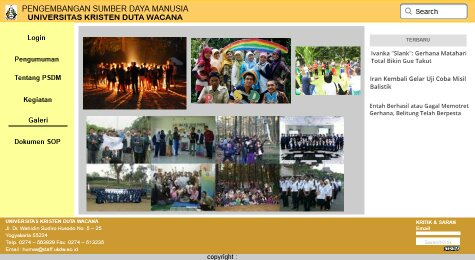 PENGEMBANGAN SUMBER DAYA MANUSIA
UNIVERSITAS KRISTEN DUTA WACANA
Search
Login
Pengumuman
Tentang PSDM
Kegiatan
Galeri
Dokumen SOP
TERBARU
Ivanka "Slank": Gerhana Matahari
Total Bikin Gue Takut
Iran Kembali Gelar Uji Coba Misil
Balistik
Entah Berhasil atau Gagal Memotret
Gerhana, Belitung Telah Berpesta
UNIVERSITAS KRISTEN DUTA WACANA
Jl. Dr. Wahidin Sudiro Husodo No. 5 – 25
Yogyakarta 55224
Telp. 0274 – 563929 Fax. 0274 – 513235
Email : humas@staff.ukdw.ac.id
KRITIK & SARAN
Email
copyright :